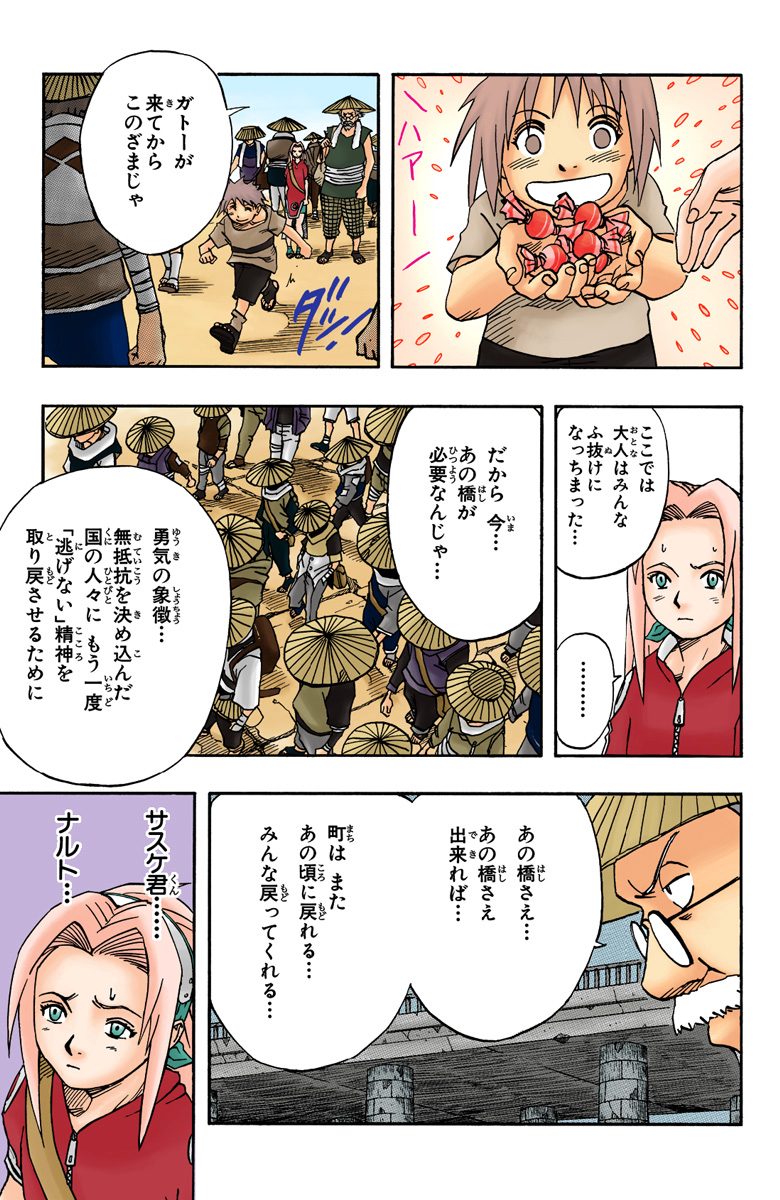 ハァーン
ガトーが
来てから
このざまじゃ
ダッ!
ここでは
大人はみんな
ふ抜けに
なっちまった…
………
だから 今…
あの橋が
必要なんじゃ…
勇気の象徴…
無抵抗を決め込んだ
国の人々に もう一度
「逃げない」精神を
取り戻させるために
あの橋さえ…
あの橋さえ
出来れば…
町は また
あの頃に戻れる…
みんな戻ってくれる…
サスケ君……
ナルト…